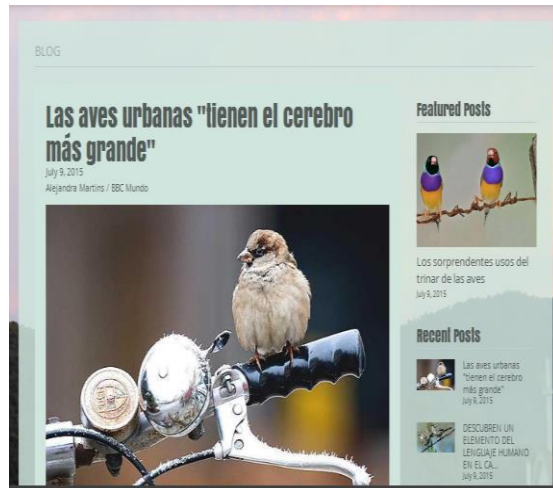 BLOG
Las aves urbanas "tienen el cerebro
más grande"
July 9, 2015
Alejandra Martins / BBC Mundo
Featured Posts
Los sorprendentes usos del
trinar de las aves
July 9, 2015
Recent Posts
Las aves urbanas
"tienen el cerebro
más grande"
July 9, 2015
DESCUBREN UN
ELEMENTO DEL
LENGUAJE HUMANO
EN EL CA...
July 9, 2015